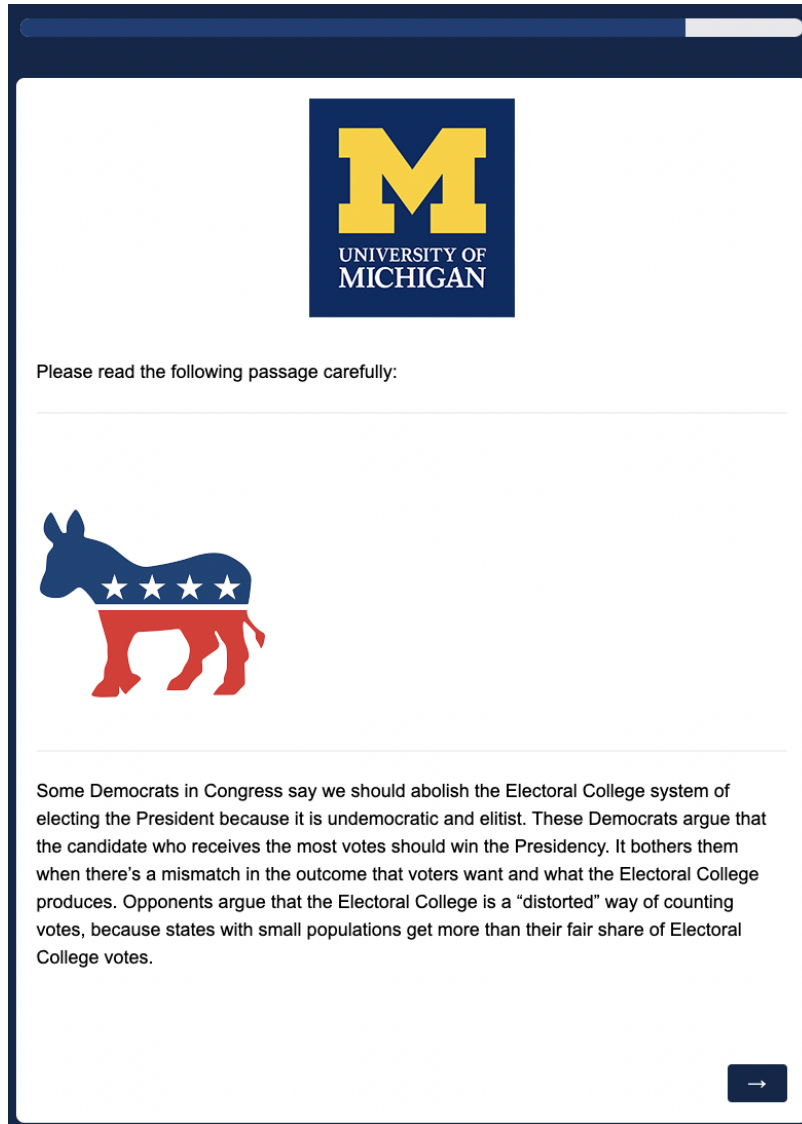 M
UNIVERSITY OF
MICHIGAN
Please read the following passage carefully:
Some Democrats in Congress say we should abolish the Electoral College system of
electing the President because it is undemocratic and elitist. These Democrats argue that
the candidate who receives the most votes should win the Presidency. It bothers them
when there’s a mismatch in the outcome that voters want and what the Electoral College
produces. Opponents argue that the Electoral College is a “distorted” way of counting
votes, because states with small populations get more than their fair share of Electoral
College votes.
→